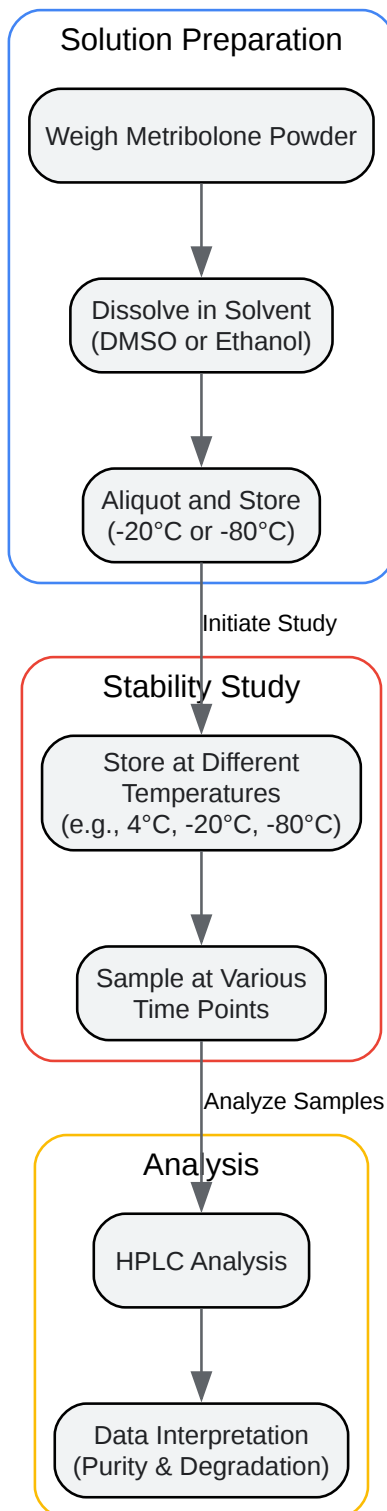 Solution Preparation
Weigh Metribolone Powder
Dissolve in Solvent
(DMSO or Ethanol)
Aliquot and Store
(-20°C or -80°C)
Initiate Study
Stability Study
Store at Different
Temperatures
(e.g., 4°C, -20°C, -80°C)
Sample at Various
Time Points
Analyze Samples
Analysis
HPLC Analysis
Data Interpretation
(Purity & Degradation)